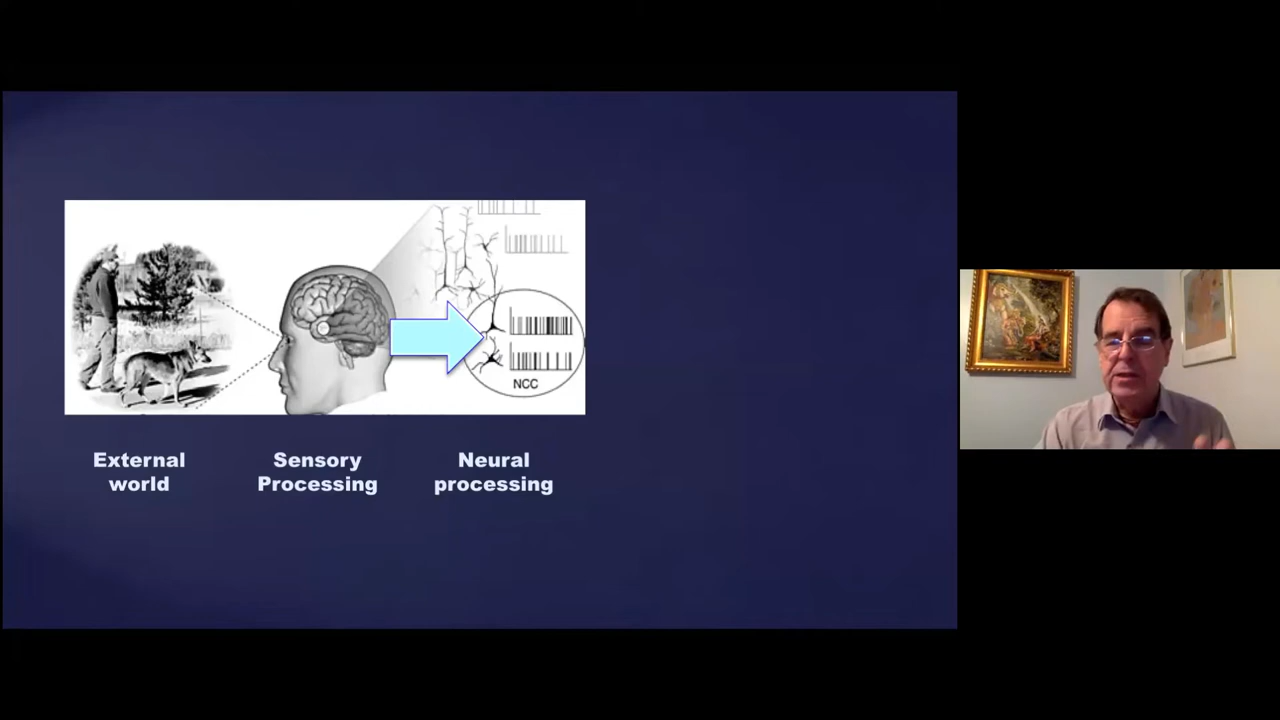 NCC
External
world
Sensory
Processing
Neural
processing